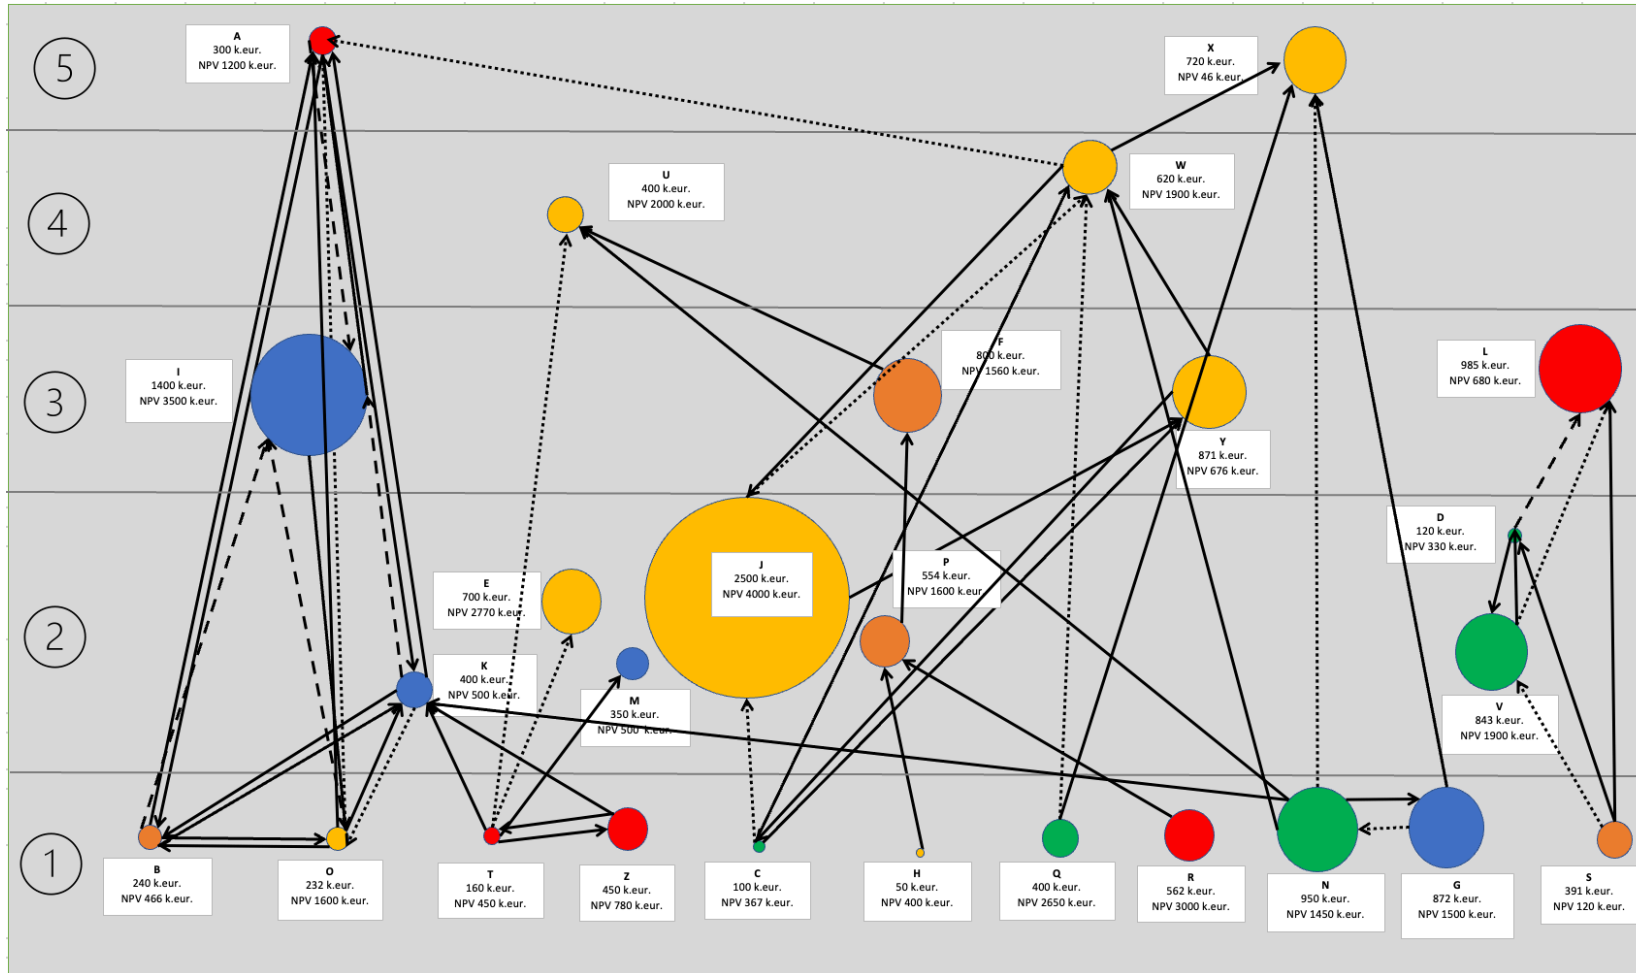 5
A
300 k.eur.
NPV 1200 k.eur.
X
720 k.eur.
NPV 46 k.eur.
4
U
400 k.eur.
NPV 2000 k.eur.
W
620 k.eur.
NPV 1900 k.eur.
3
I
1400 k.eur.
NPV 3500 k.eur.
F
800 k.eur.
NPV 1560 k.eur.
Y
871 k.eur.
NPV 676 k.eur.
L
985 k.eur.
NPV 680 k.eur.
2
E
700 k.eur.
NPV 2770 k.eur.
K
400 k.eur.
NPV 500 k.eur.
M
350 k.eur.
NPV 500 k.eur.
J
2500 k.eur.
NPV 4000 k.eur.
P
554 k.eur.
NPV 1600 k.eur.
D
120 k.eur.
NPV 330 k.eur.
V
843 k.eur.
NPV 1900 k.eur.
1
B
240 k.eur.
NPV 466 k.eur.
O
232 k.eur.
NPV 1600 k.eur.
T
160 k.eur.
NPV 450 k.eur.
Z
450 k.eur.
NPV 780 k.eur.
C
100 k.eur.
NPV 367 k.eur.
H
50 k.eur.
NPV 400 k.eur.
Q
400 k.eur.
NPV 2650 k.eur.
R
562 k.eur.
NPV 3000 k.eur.
N
950 k.eur.
NPV 1450 k.eur.
G
872 k.eur.
NPV 1500 k.eur.
S
391 k.eur.
NPV 120 k.eur.